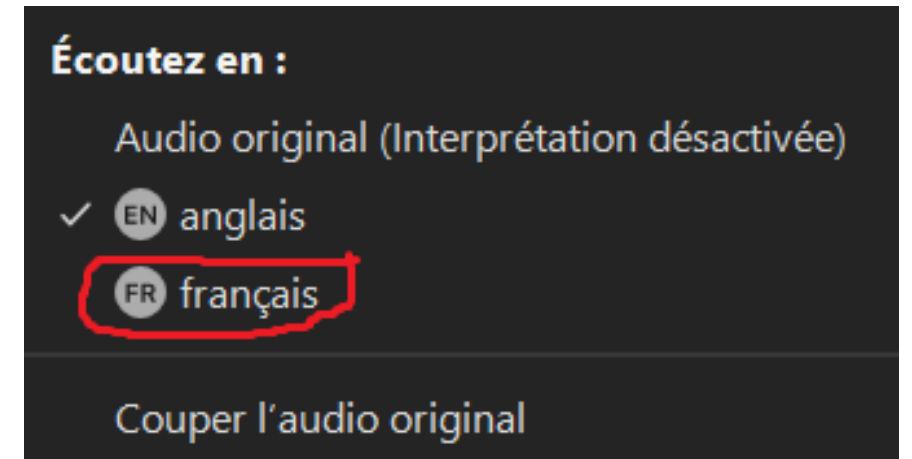 Écoutez en :
Audio original (Interprétation désactivée)
EN anglais
FR français
Couper l'audio original